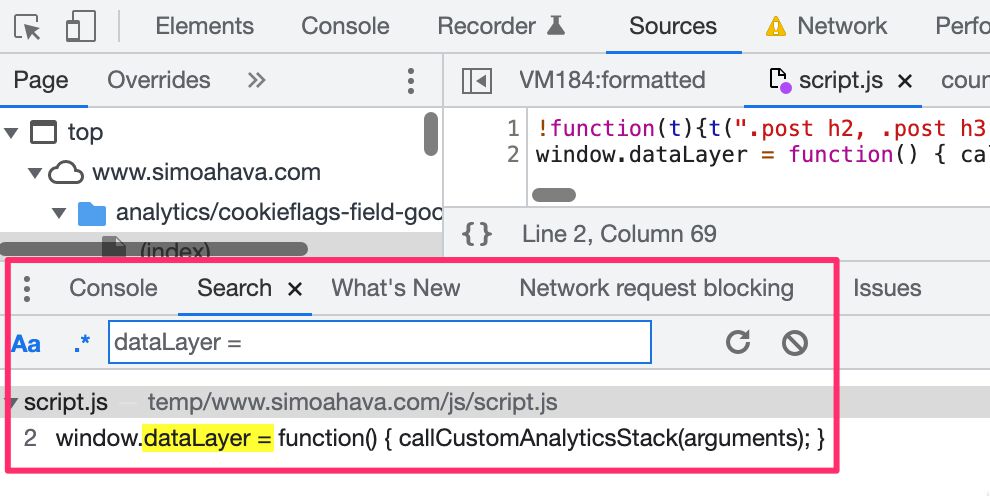 Elements Console Recorder Sources Network Perfo
Page Overrides VM184:formatted script.js cour
top
www.simoahava.com
analytics/cookieflags-field-goo
(index)
1 !function(t){t(".post h2, .post h3
2 window.dataLayer = function() { cal
{} Line 2, Column 69
Console Search What's New Network request blocking Issues
Aa .* dataLayer =
script.js — temp/www.simoahava.com/js/script.js
2 window.dataLayer = function() { callCustomAnalyticsStack(arguments); }